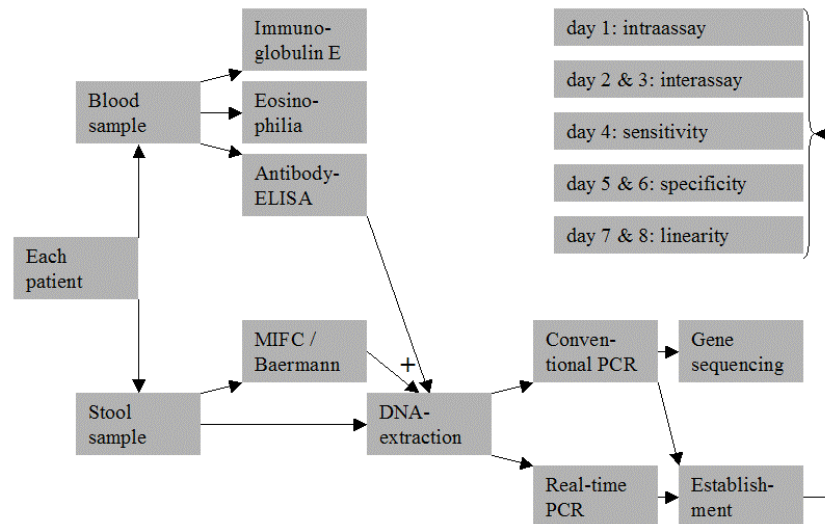 Immuno-
globulin E
Eosino-
philia
Antibody-
ELISA
Blood
sample
Each
patient
Stool
sample
MIFC /
Baermann
+
DNA-
extraction
Conven-
tional PCR
Gene
sequencing
Real-time
PCR
Establish-
ment
day 1: intraassay
day 2 & 3: interassay
day 4: sensitivity
day 5 & 6: specificity
day 7 & 8: linearity